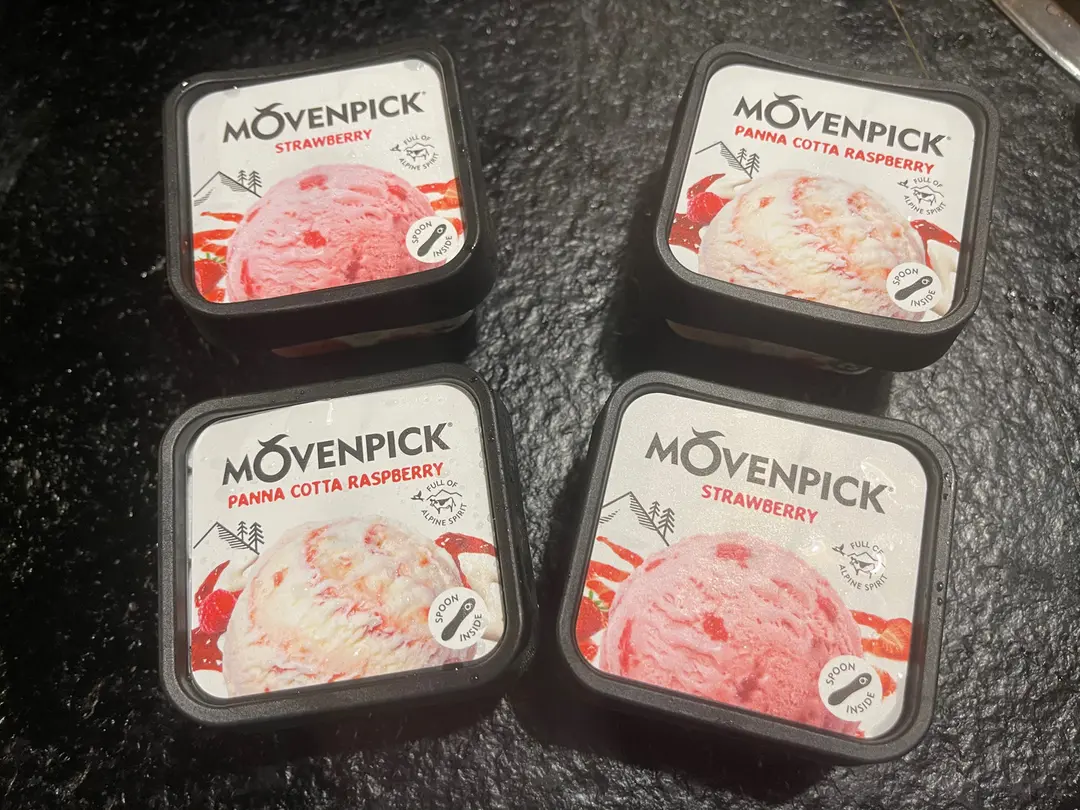 MÖVENPICK®
STRAWBERRY
FULL OF
ALPINE SPIRIT
SPOON
INSIDE
MÖVENPICK®
PANNA COTTA RASPBERRY
FULL OF
ALPINE SPIRIT
SPOON
INSIDE
MÖVENPICK®
PANNA COTTA RASPBERRY
FULL OF
ALPINE SPIRIT
SPOON
INSIDE
MÖVENPICK
STRAWBERRY
FULL OF
ALPINE SPIRIT
SPOON
INSIDE